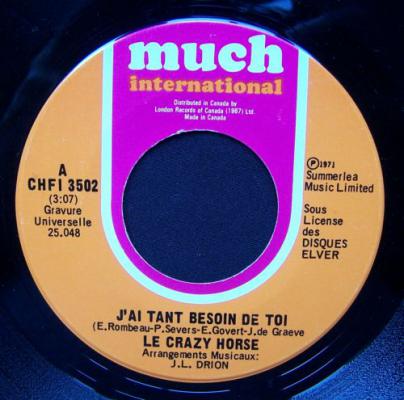 much
international
Distributed in Canada by
London Records of Canada (1967) Ltd.
Made in Canada
A
CHFI 3502
(3:07)
Gravure
Universelle
25.048
Ⓟ1971
Summerlea
Music Limited
Sous
License
des
DISQUES
ELVER
J'AI TANT BESOIN DE TOI
(E.Rombeau-P.Severs-E.Govert-J.de Graeve)
LE CRAZY HORSE
Arrangements Musicaux:
J.L. DRION